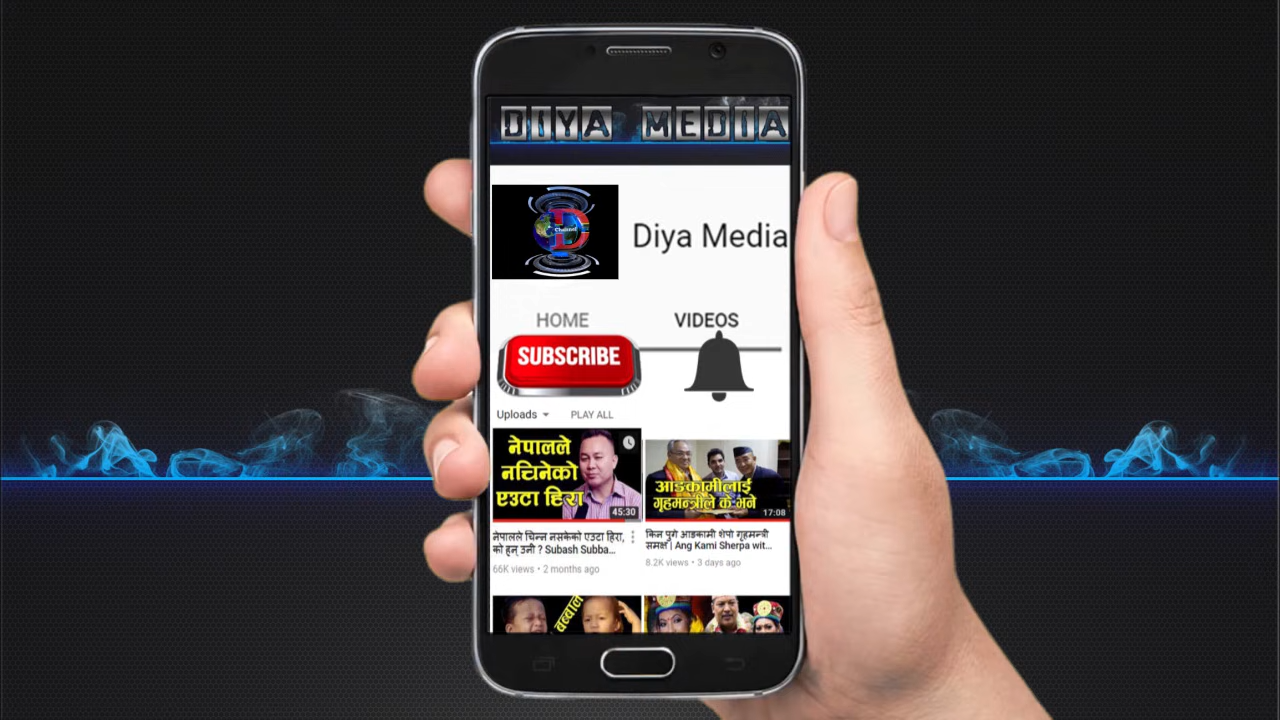 DIYA MEDIA
Channel
Diya Media
HOME
VIDEOS
SUBSCRIBE
Uploads
PLAY ALL
नेपालले
नचिनेको
एउटा हिरा
45:30
नेपालले चिन्न नसकेको एउटा हिरा,
को हुन् उनी ? Subash Subba...
66K views • 2 months ago
आङकामीलाई
गृहमन्त्रीले के भने
17:08
किन पुगे आङकामी शेर्पा गृहमन्त्री
समक्ष | Ang Kami Sherpa wit...
8.2K views • 3 days ago
बब्बाल